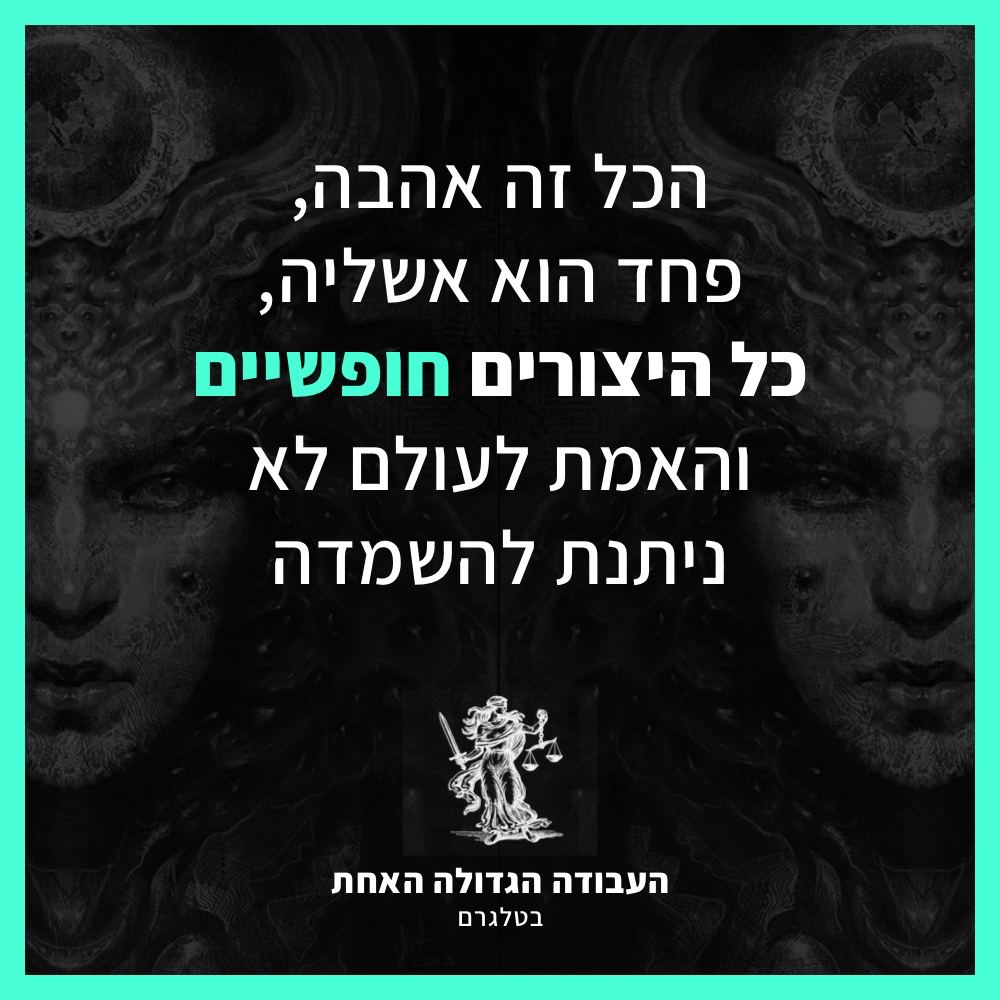 הכל זה אהבה,
פחד הוא אשליה,
כל היצורים חופשיים
והאמת לעולם לא
ניתנת להשמדה
העבודה הגדולה האחת
בטלגרם